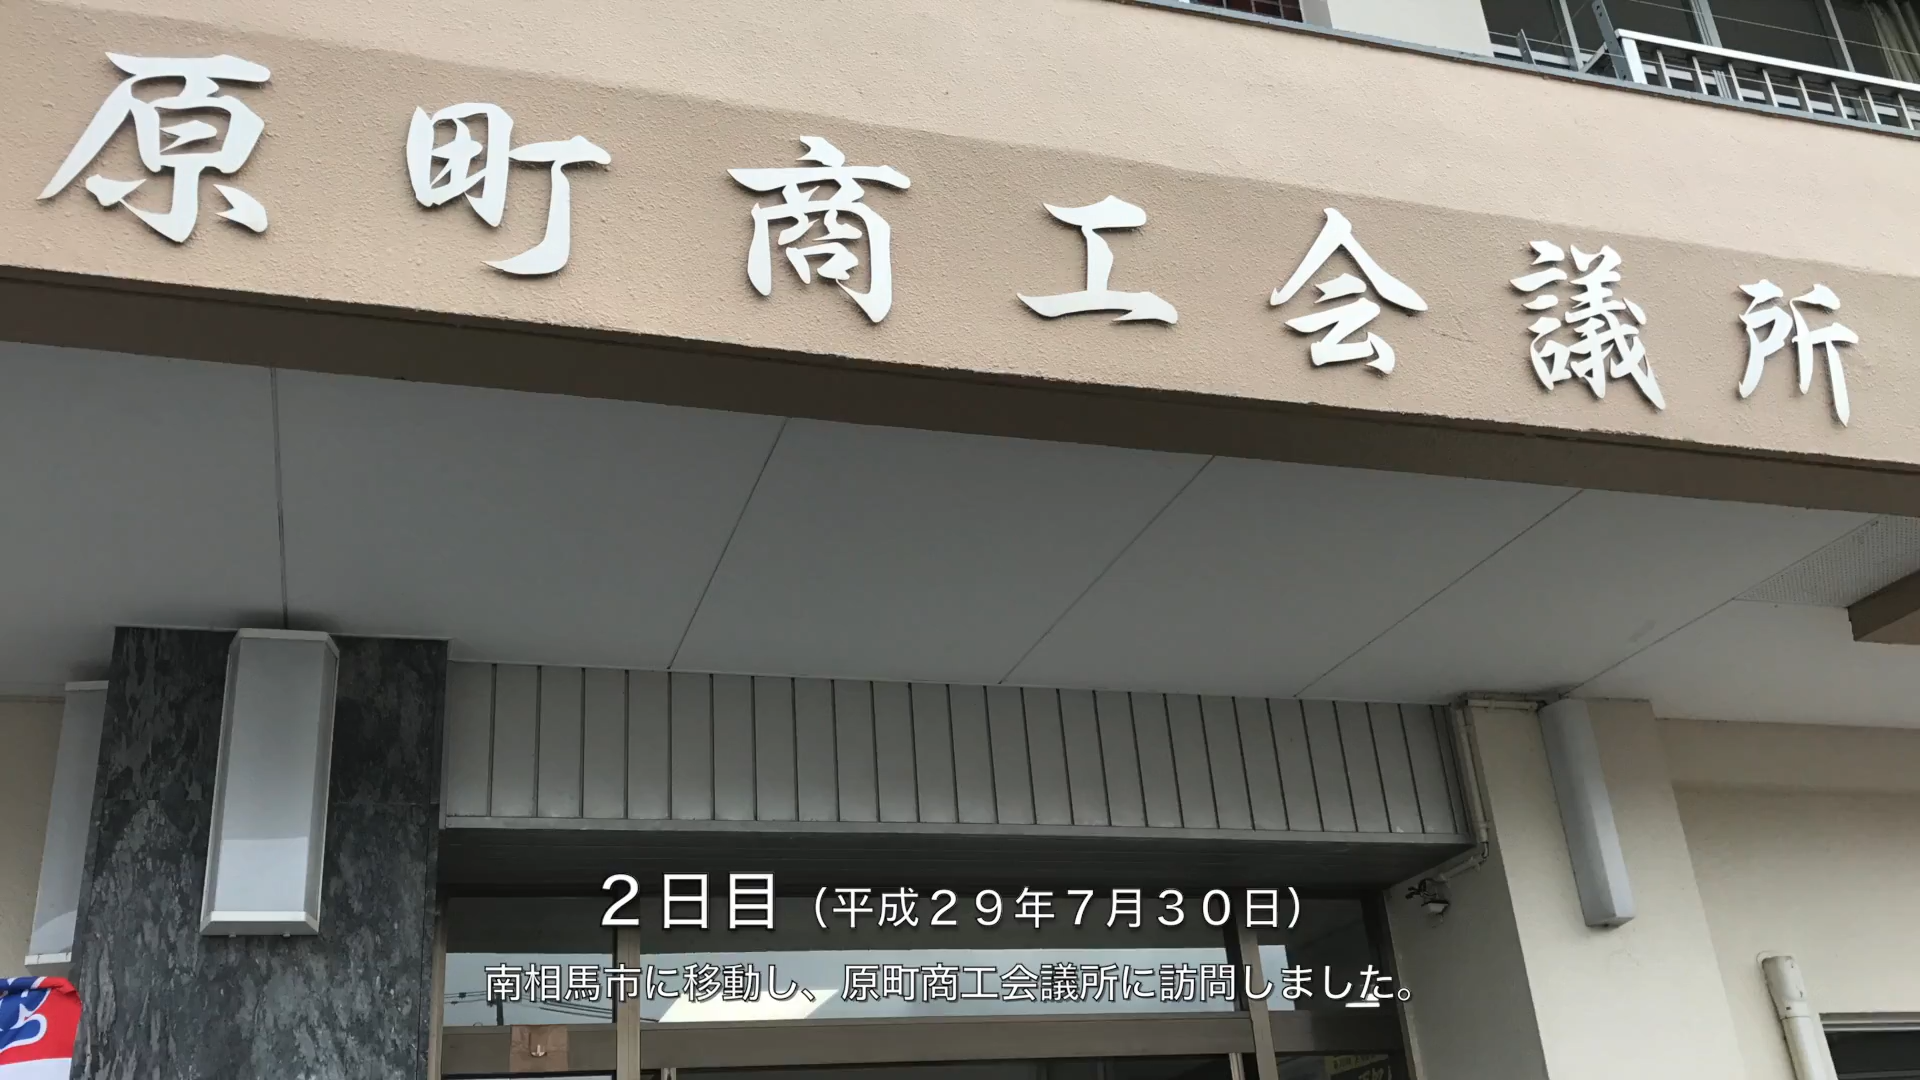 原町商工会議所
２日目（平成２９年７月３０日）
南相馬市に移動し、原町商工会議所に訪問しました。